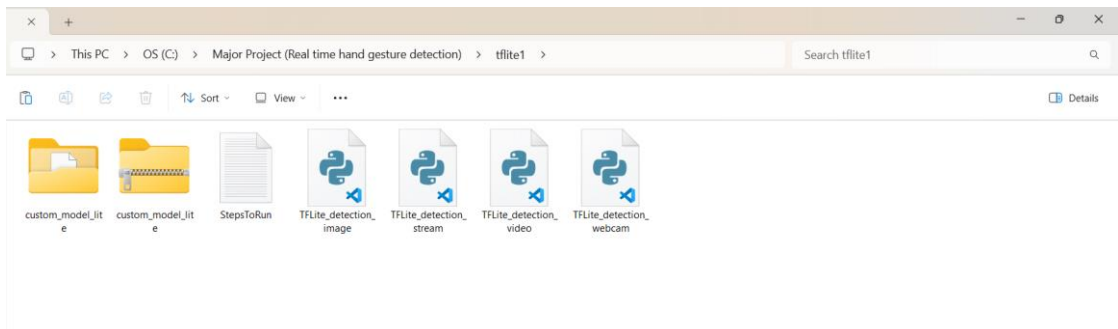 This PC > OS (C:) > Major Project (Real time hand gesture detection) > tflite1 >
Search tflite1
Sort
View
Details
custom_model_lit
e
custom_model_lit
e
StepsToRun
TFLite_detection_
image
TFLite_detection_
stream
TFLite_detection_
video
TFLite_detection_
webcam